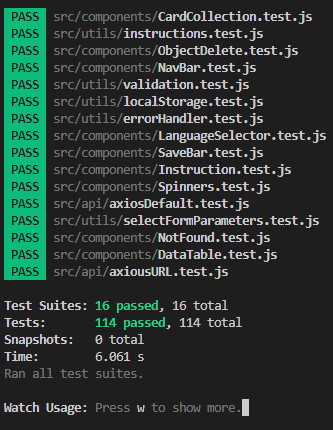 PASS src/components/CardCollection.test.js
PASS src/utils/instructions.test.js
PASS src/components/ObjectDelete.test.js
PASS src/components/NavBar.test.js
PASS src/utils/validation.test.js
PASS src/utils/localStorage.test.js
PASS src/utils/errorHandler.test.js
PASS src/components/LanguageSelector.test.js
PASS src/components/SaveBar.test.js
PASS src/components/Instruction.test.js
PASS src/components/Spinners.test.js
PASS src/api/axiosDefault.test.js
PASS src/utils/selectFormParameters.test.js
PASS src/components/NotFound.test.js
PASS src/components/DataTable.test.js
PASS src/api/axiousURL.test.js
Test Suites: 16 passed, 16 total
Tests: 114 passed, 114 total
Snapshots: 0 total
Time: 6.061 s
Ran all test suites.
Watch Usage: Press w to show more.